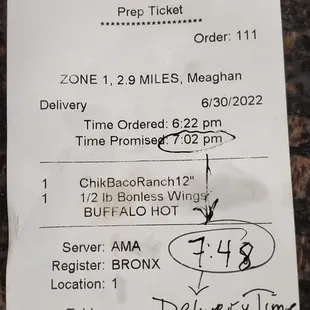 Prep Ticket
********************
Order: 111
ZONE 1, 2.9 MILES, Meaghan
Delivery 6/30/2022
Time Ordered: 6:22 pm
Time Promised: 7:02 pm
1 ChikBacoRanch12"
1 1/2 lb Bonless Wings
BUFFALO HOT
Server: AMA
Register: BRONX
Location: 1
7:48
Delivery Time